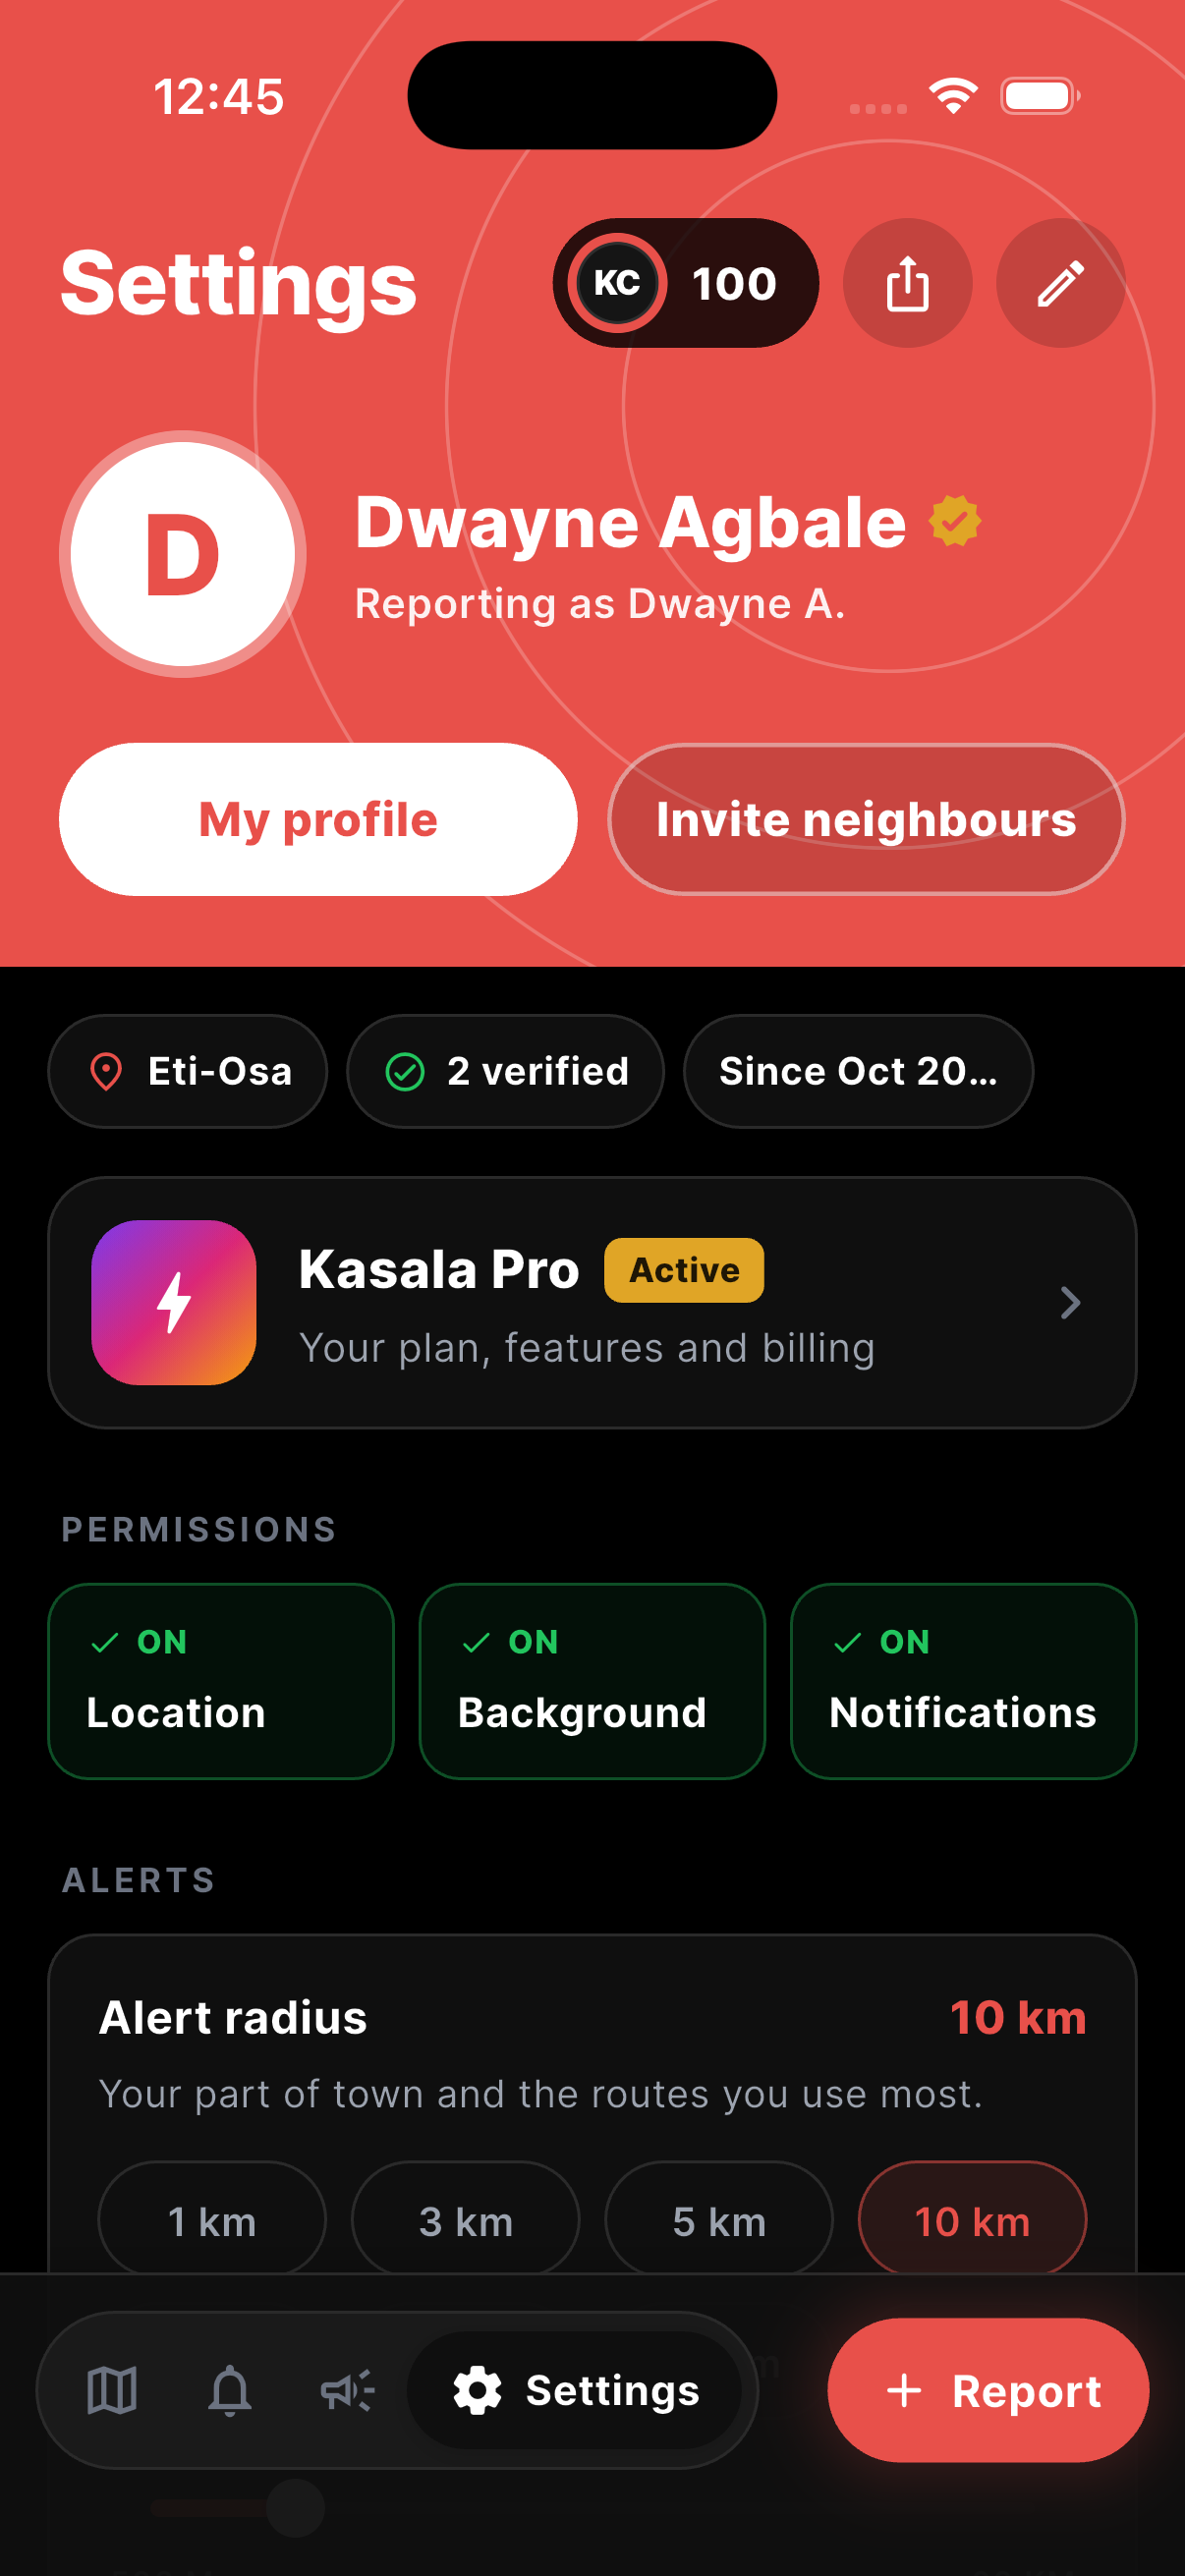 12:45
Settings
KC 100
D
Dwayne Agbale
Reporting as Dwayne A.
My profile
Invite neighbours
Eti-Osa
2 verified
Since Oct 20...
Kasala Pro Active
Your plan, features and billing
PERMISSIONS
ON
Location
ON
Background
ON
Notifications
ALERTS
Alert radius 10 km
Your part of town and the routes you use most.
1 km
3 km
5 km
10 km
Settings
Report